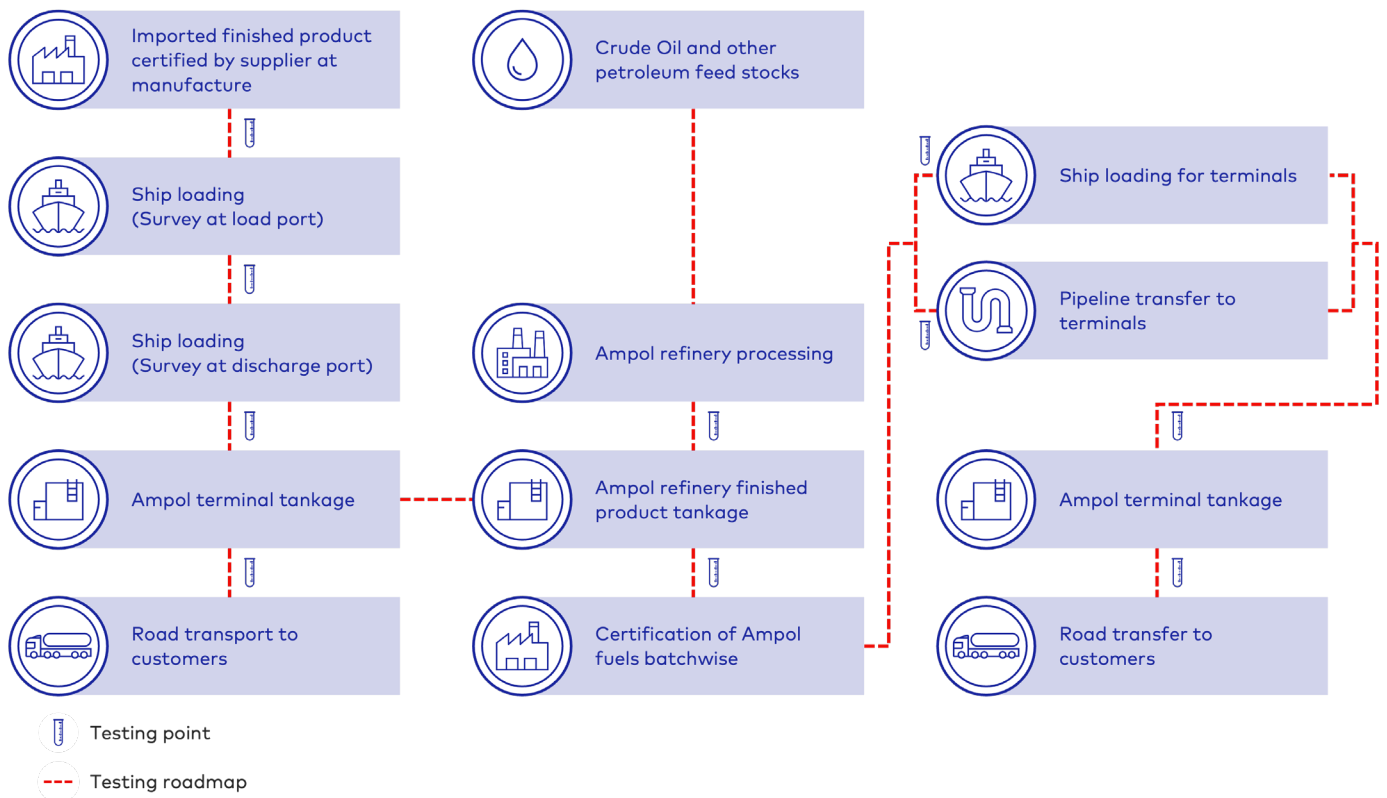 Imported finished product
certified by supplier at
manufacture
Ship loading
(Survey at load port)
Ship loading
(Survey at discharge port)
Ampol terminal tankage
Road transport to
customers
Crude Oil and other
petroleum feed stocks
Ampol refinery processing
Ampol refinery finished
product tankage
Certification of Ampol
fuels batchwise
Ship loading for terminals
Pipeline transfer to
terminals
Ampol terminal tankage
Road transfer to
customers
Testing point
Testing roadmap